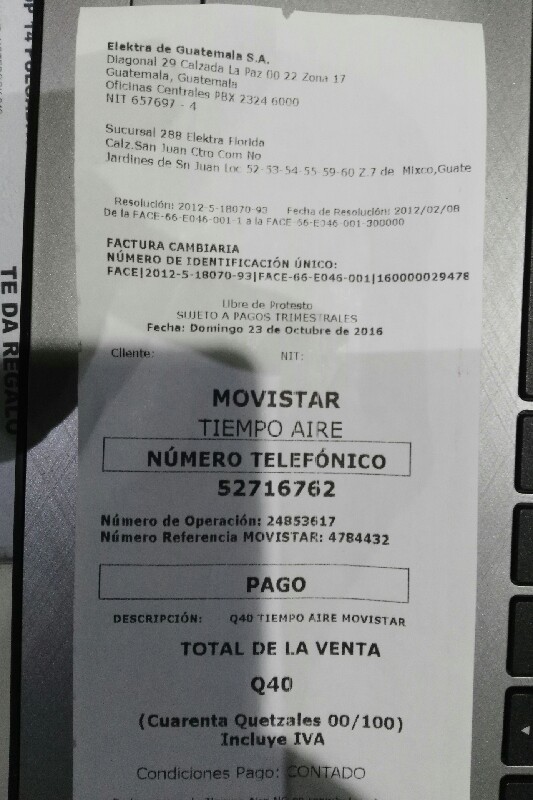 Elektra de Guatemala S.A.
Diagonal 29 Calzada La Paz 00 22 Zona 17
Guatemala, Guatemala
Oficinas Centrales PBX 2324 6000
NIT 657697 - 4
Sucursal 288 Elektra Florida
Calz.San Juan Ctro Com No
Jardines de Sn Juan Loc 52-53-54-55-59-60 Z.7 de Mixco,Guate
Resolución: 2012-5-18070-93 Fecha de Resolución: 2012/02/08
De la FACE-66-E046-001-1 a la FACE-66-E046-001-300000
FACTURA CAMBIARIA
NÚMERO DE IDENTIFICACIÓN ÚNICO:
FACE|2012-5-18070-93|FACE-66-E046-001|160000029478
Libre de Protesto
SUJETO A PAGOS TRIMESTRALES
Fecha: Domingo 23 de Octubre de 2016
Cliente: NIT:
MOVISTAR
TIEMPO AIRE
NÚMERO TELEFÓNICO
52716762
Número de Operación: 24853617
Número Referencia MOVISTAR: 4784432
PAGO
DESCRIPCIÓN: Q40 TIEMPO AIRE MOVISTAR
TOTAL DE LA VENTA
Q40
(Cuarenta Quetzales 00/100)
Incluye IVA
Condiciones Pago: CONTADO
TE DA REGALO